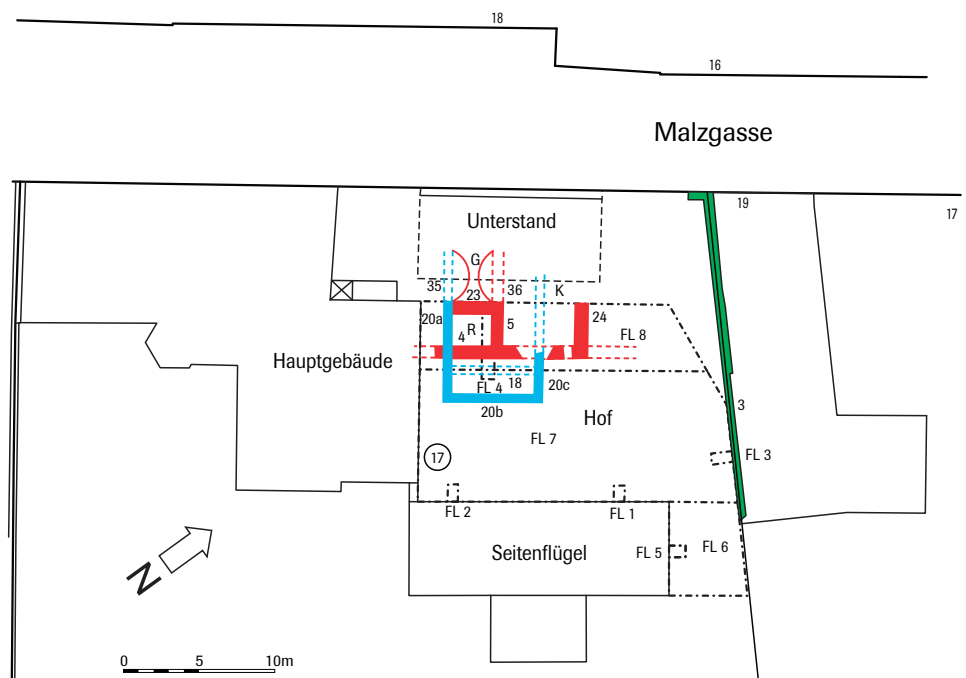 18
16
Malzgasse
19
17
Unterstand
G
35
23
36
K
20a
R
5
24
4
FL 8
Hauptgebäude
FL 4
18
20c
20b
3
Hof
FL 7
17
FL 3
FL 2
FL 1
Seitenflügel
FL 5
FL 6
N
0
5
10m